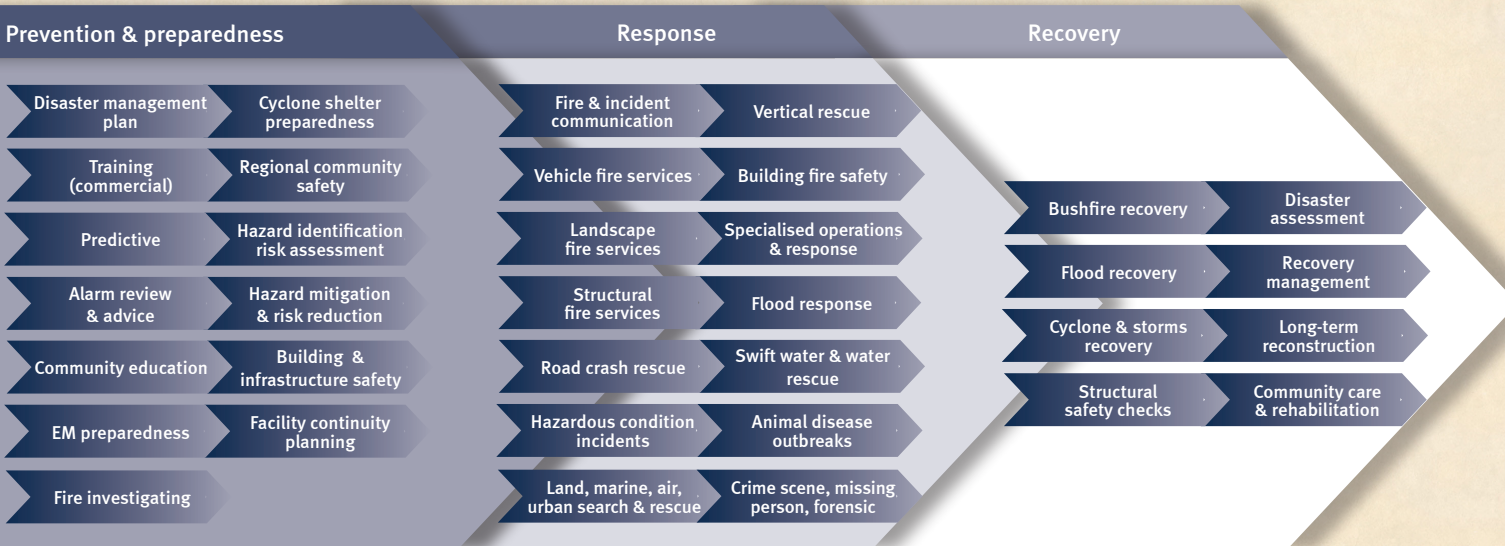 Prevention & preparedness
Disaster management
plan
Cyclone shelter
preparedness
Training
(commercial)
Regional community
safety
Predictive
Hazard identification
risk assessment
Alarm review
& advice
Hazard mitigation
& risk reduction
Community education
Building &
infrastructure safety
EM preparedness
Facility continuity
planning
Fire investigating
Response
Fire & incident
communication
Vertical rescue
Vehicle fire services
Building fire safety
Landscape
fire services
Specialised operations
& response
Structural
fire services
Flood response
Road crash rescue
Swift water & water
rescue
Hazardous condition
incidents
Animal disease
outbreaks
Land, marine, air,
urban search & rescue
Crime scene, missing
person, forensic
Recovery
Bushfire recovery
Disaster
assessment
Flood recovery
Recovery
management
Cyclone & storms
recovery
Long-term
reconstruction
Structural
safety checks
Community care
& rehabilitation